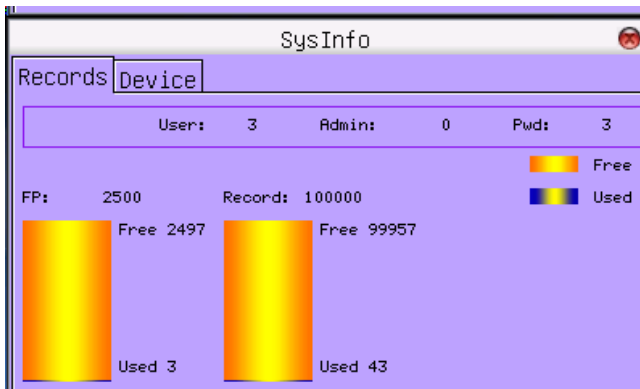 SysInfo
Records Device
User: 3 Admin: 0 Pwd: 3
Free
FP: 2500 Record: 100000 Used
Free 2497 Free 99957
Used 3 Used 43